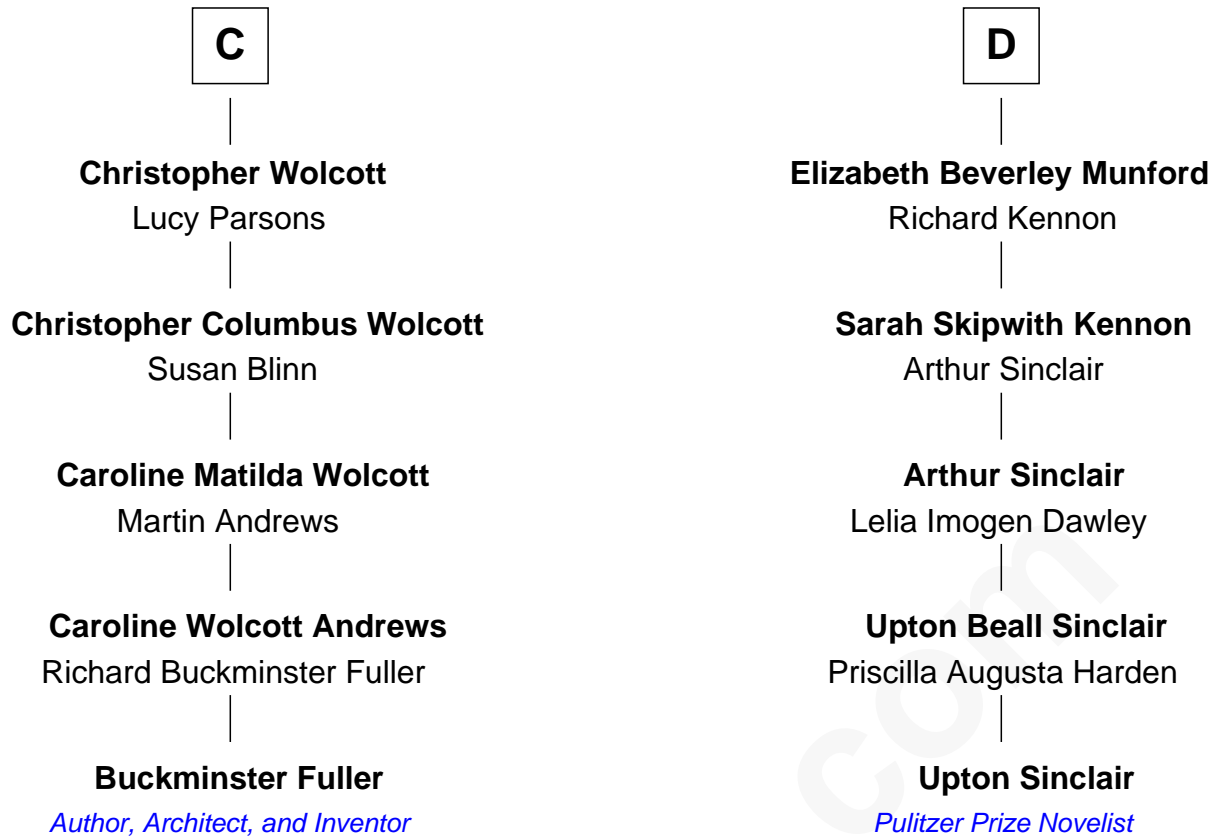 C
Christopher Wolcott
Lucy Parsons
Christopher Columbus Wolcott
Susan Blinn
Caroline Matilda Wolcott
Martin Andrews
Caroline Wolcott Andrews
Richard Buckminster Fuller
Buckminster Fuller
Author, Architect, and Inventor
D
Elizabeth Beverley Munford
Richard Kennon
Sarah Skipwith Kennon
Arthur Sinclair
Arthur Sinclair
Lelia Imogen Dawley
Upton Beall Sinclair
Priscilla Augusta Harden
Upton Sinclair
Pulitzer Prize Novelist
com